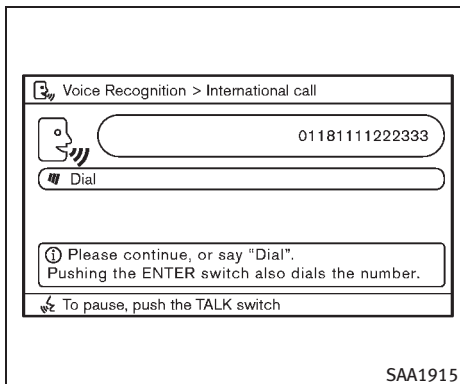 Voice Recognition > International call
01181111222333
Dial
Please continue, or say “Dial”.
Pushing the ENTER switch also dials the number.
To pause, push the TALK switch
SAA1915